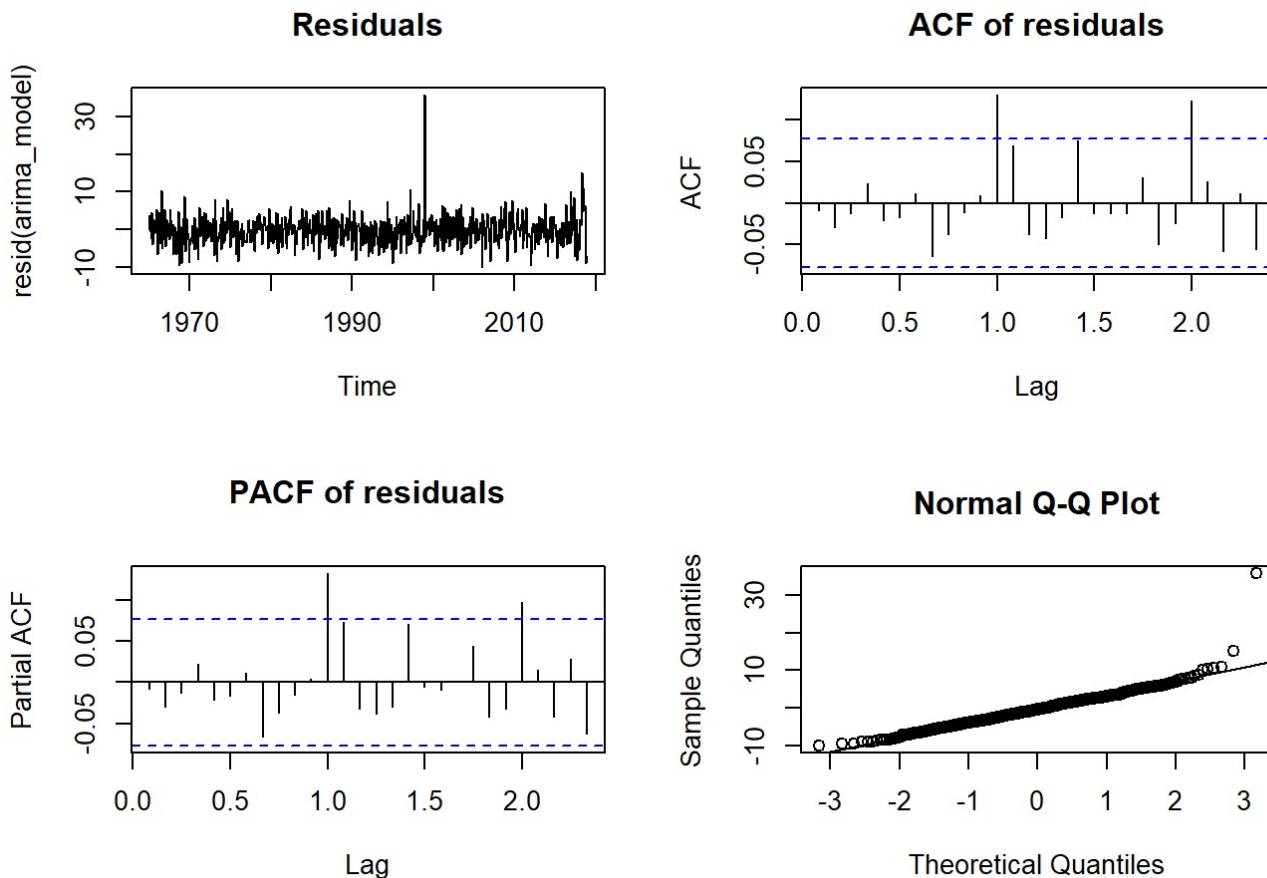 Residuals
resid(arima_model)
30
10
-10
1970 1990 2010
Time
ACF of residuals
ACF
0.05
-0.05
0.0 0.5 1.0 1.5 2.0
Lag
PACF of residuals
Partial ACF
0.05
-0.05
0.0 0.5 1.0 1.5 2.0
Lag
Normal Q-Q Plot
Sample Quantiles
30
10
-10
-3 -2 -1 0 1 2 3
Theoretical Quantiles